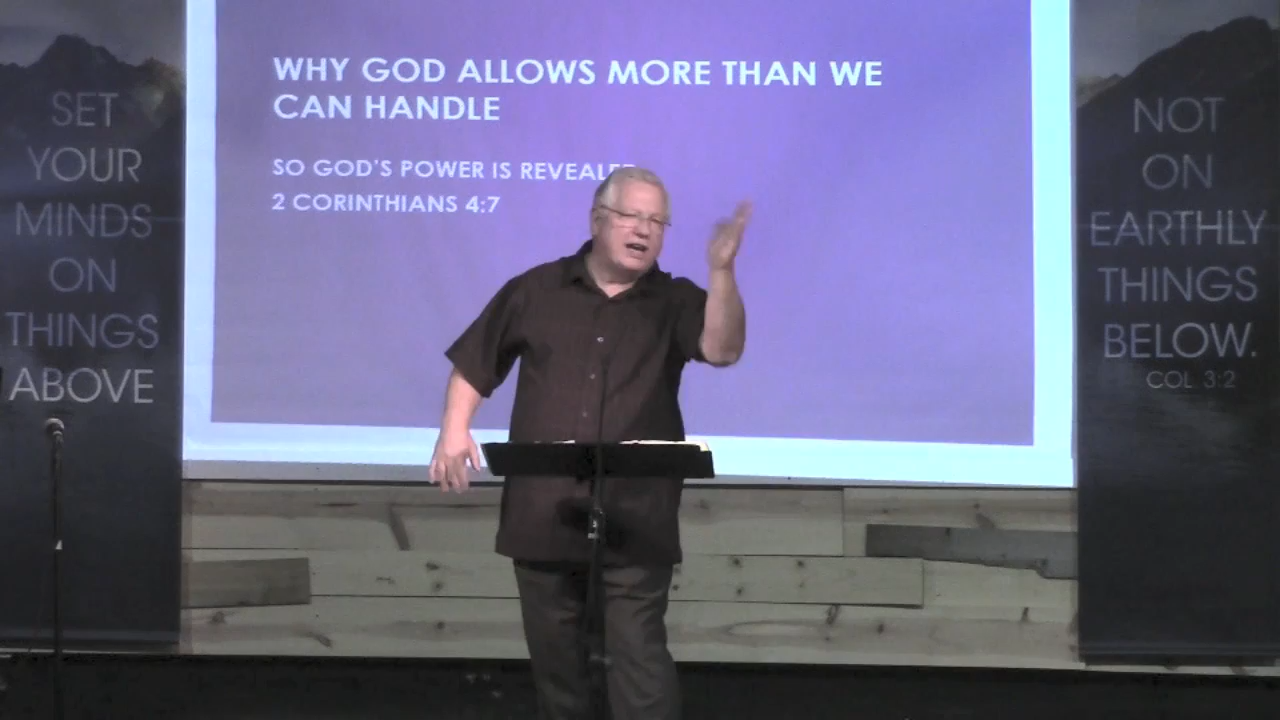 SET
YOUR
MINDS
ON
THINGS
ABOVE
WHY GOD ALLOWS MORE THAN WE
CAN HANDLE
SO GOD'S POWER IS REVEALED
2 CORINTHIANS 4:7
NOT
ON
EARTHLY
THINGS
BELOW.
COL 3:2